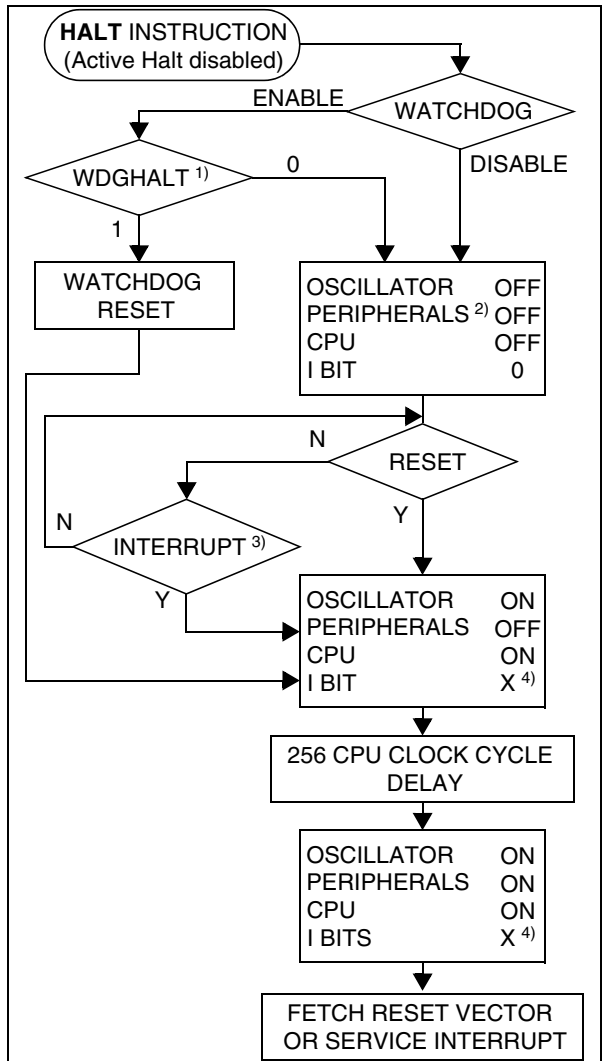 HALT INSTRUCTION
(Active Halt disabled)
ENABLE
WATCHDOG
WDGHALT 1)
0
DISABLE
1
WATCHDOG
RESET
OSCILLATOR OFF
PERIPHERALS 2) OFF
CPU OFF
I BIT 0
N
RESET
N
INTERRUPT 3)
Y
Y
OSCILLATOR ON
PERIPHERALS OFF
CPU ON
I BIT X 4)
256 CPU CLOCK CYCLE
DELAY
OSCILLATOR ON
PERIPHERALS ON
CPU ON
I BITS X 4)
FETCH RESET VECTOR
OR SERVICE INTERRUPT